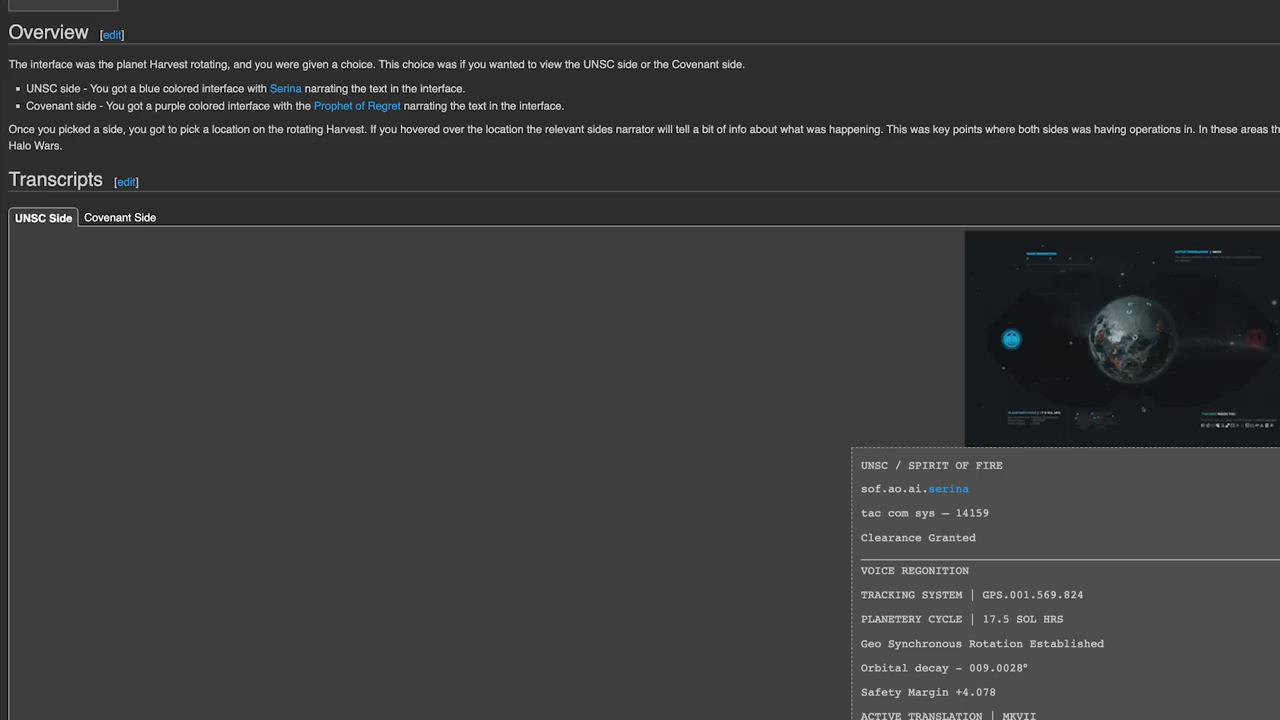 Overview [edit]
The interface was the planet Harvest rotating, and you were given a choice. This choice was if you wanted to view the UNSC side or the Covenant side.
▪ UNSC side - You got a blue colored interface with Serina narrating the text in the interface.
▪ Covenant side - You got a purple colored interface with the Prophet of Regret narrating the text in the interface.
Once you picked a side, you got to pick a location on the rotating Harvest. If you hovered over the location the relevant sides narrator will tell a bit of info about what was happening. This was key points where both sides was having operations in. In these areas th
Halo Wars.
Transcripts [edit]
UNSC Side Covenant Side
UNSC / SPIRIT OF FIRE
sof.ao.ai.serina
tac com sys — 14159
Clearance Granted
VOICE REGONITION
TRACKING SYSTEM | GPS.001.569.824
PLANETERY CYCLE | 17.5 SOL HRS
Geo Synchronous Rotation Established
Orbital decay - 009.0028°
Safety Margin +4.078
ACTIVE TRANSLATION | MKVII